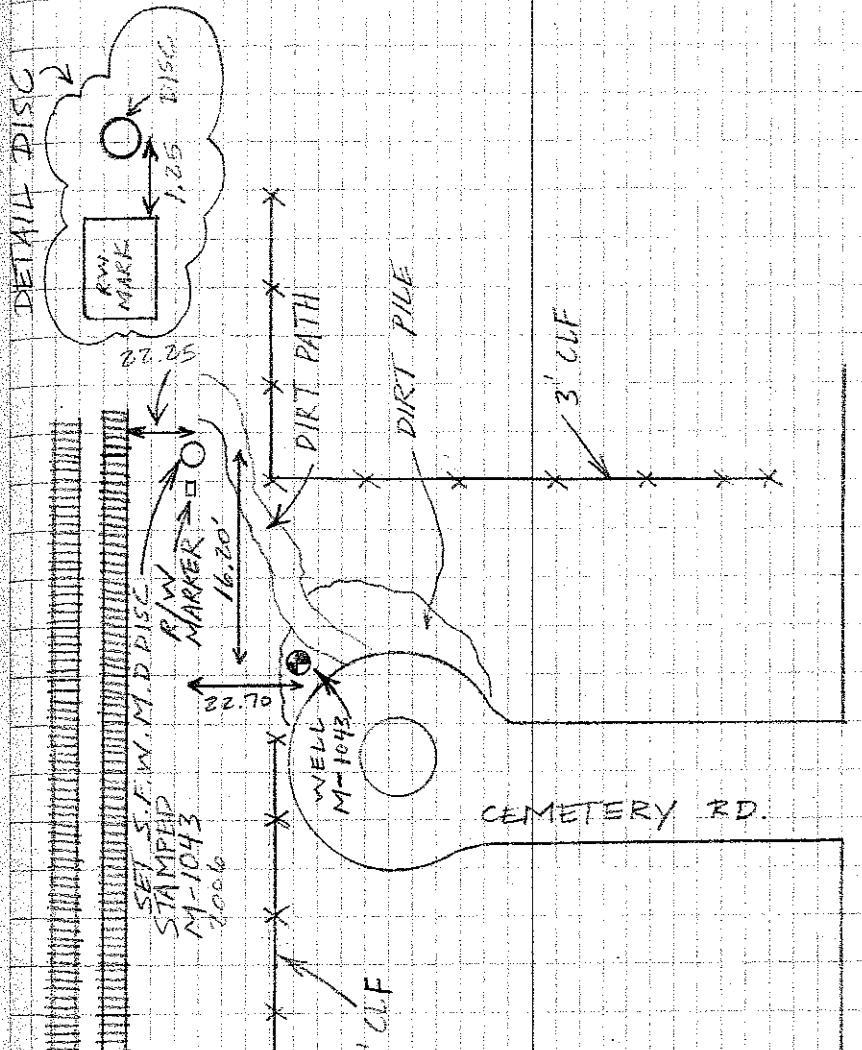 DETAIL DISC
DISC
1.25
R/W
MARK
22.25
DIRT PATH
DIRT PILE
3' CLF
SET S.F.W.M.D DISC
STAMPED
M-1043
2006
R/W
MARKER
16.20'
22.70
WELL
M-1043
CEMETERY RD.
' CLF